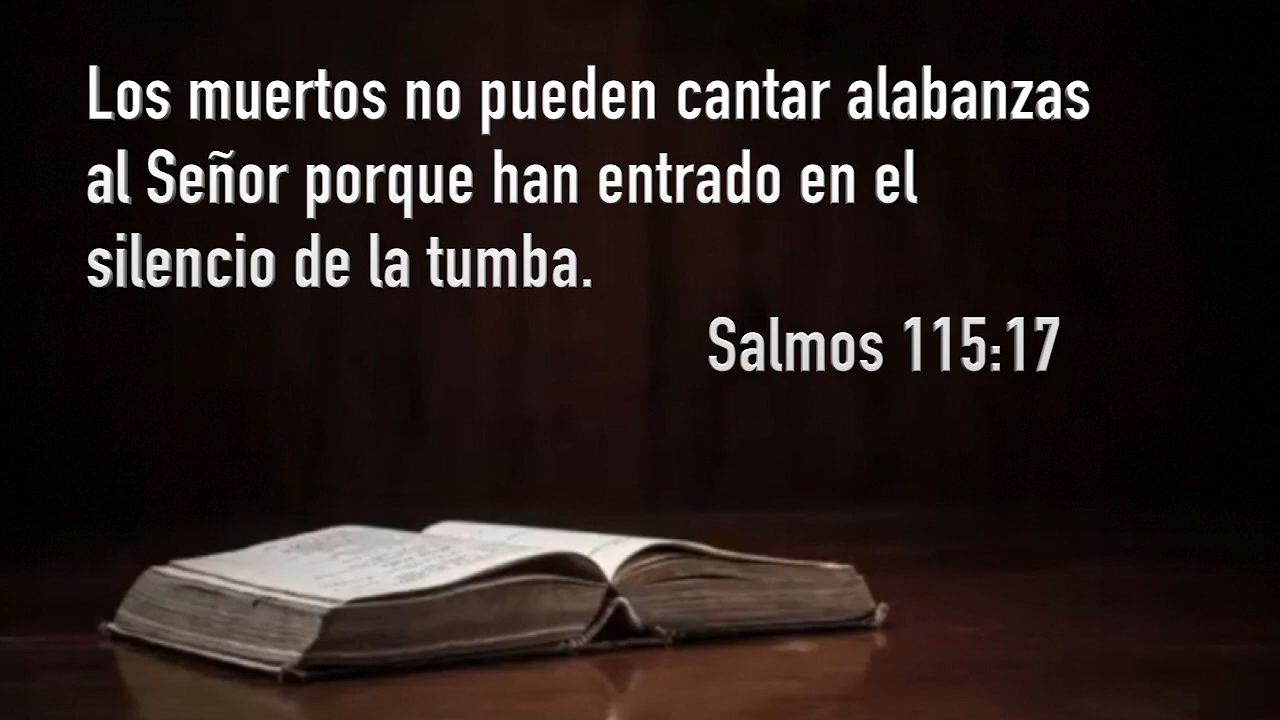 Los muertos no pueden cantar alabanzas
al Señor porque han entrado en el
silencio de la tumba.
Salmos 115:17